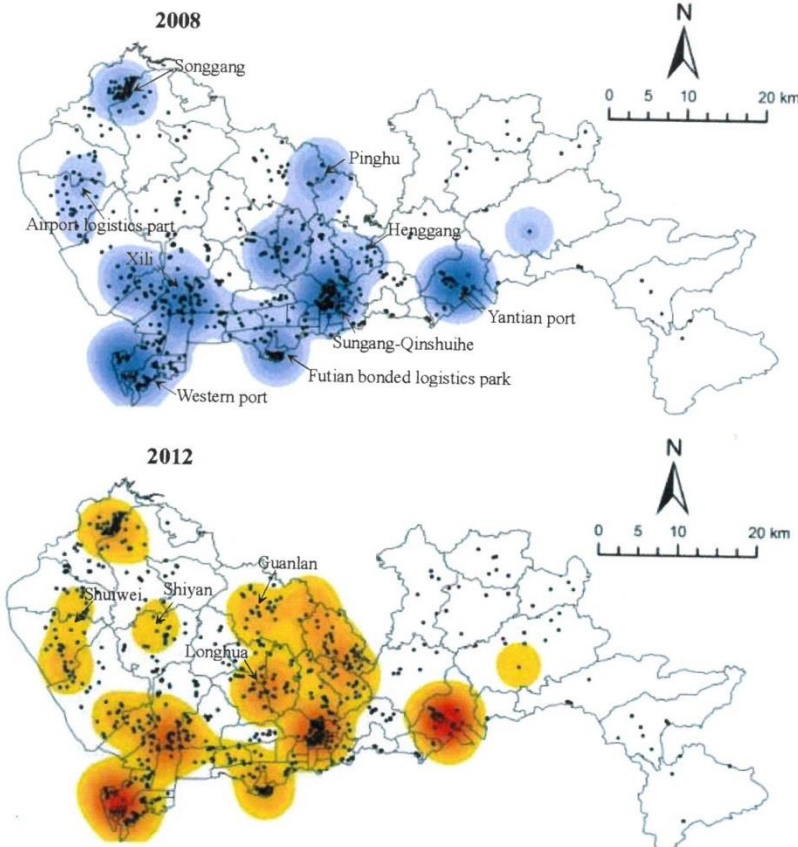 2008
N
0 5 10 20 km
Songgang
Pinghu
Airport logistics part
Henggang
Xili
Yantian port
Sungang-Qinshuihe
Futian bonded logistics park
Western port
2012
N
0 5 10 20 km
Guanlan
Shuiwei
Shiyan
Longhua